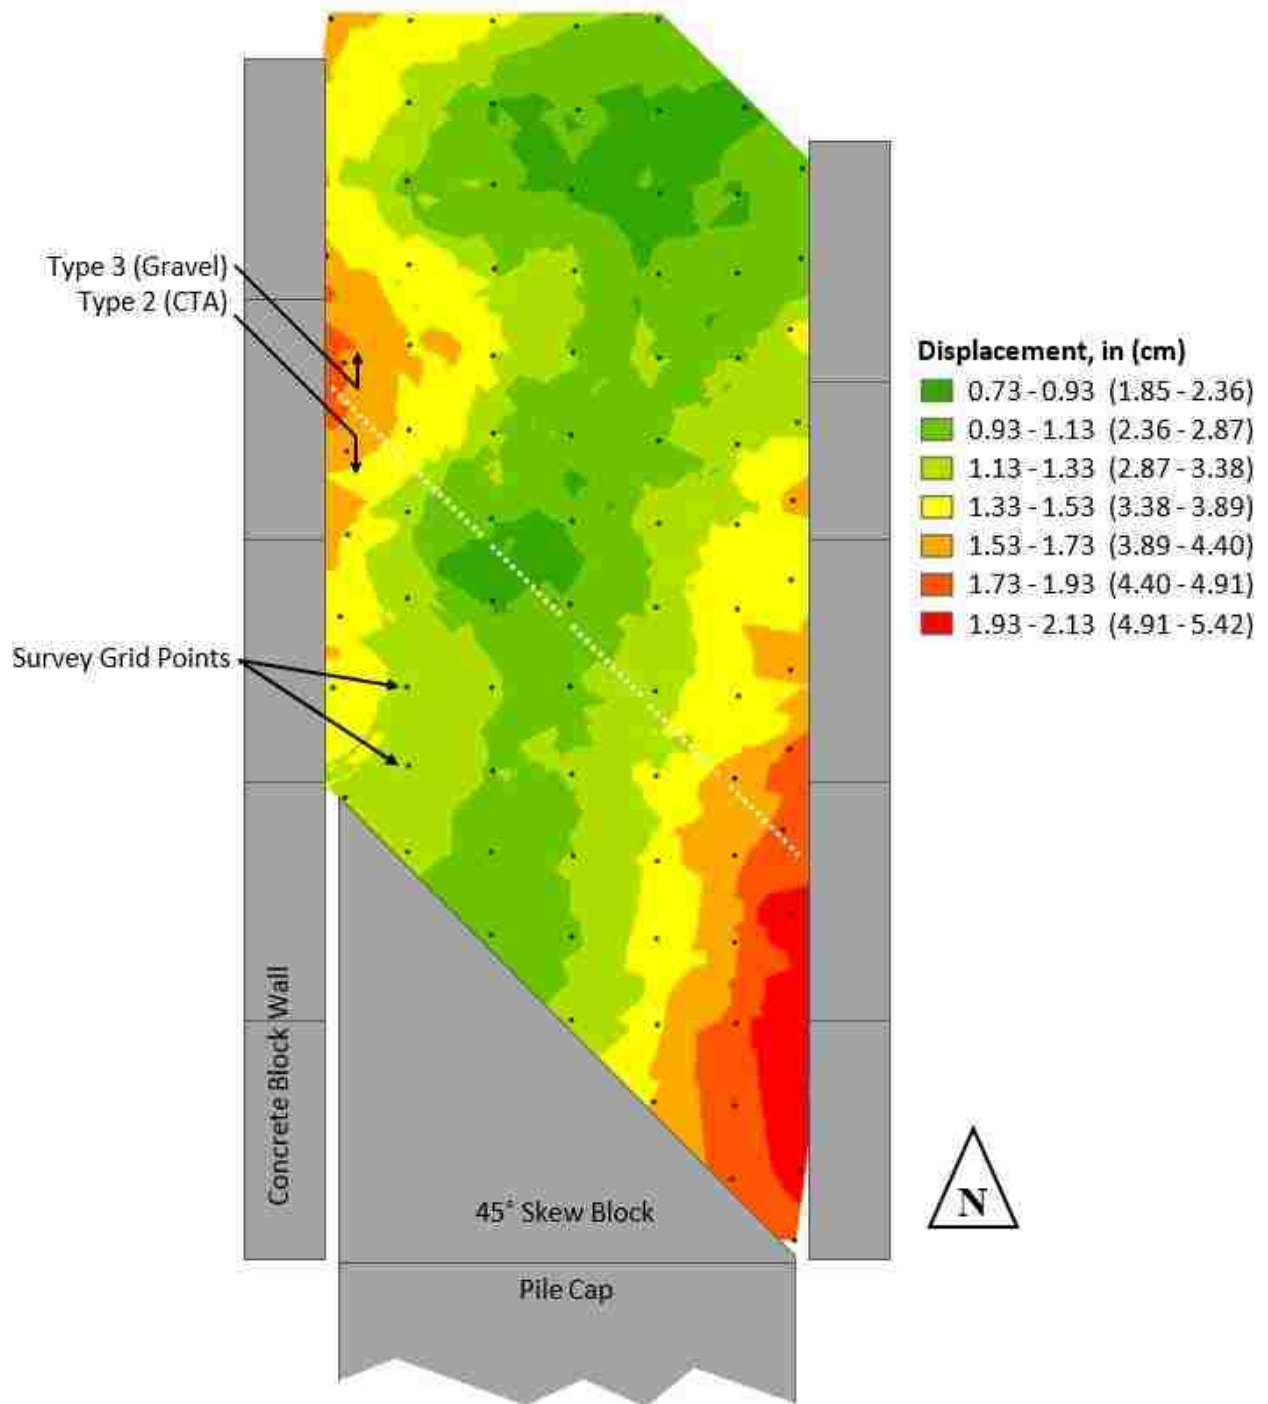 Type 3 (Gravel)
Type 2 (CTA)
Displacement, in (cm)
0.73 - 0.93 (1.85 - 2.36)
0.93 - 1.13 (2.36 - 2.87)
1.13 - 1.33 (2.87 - 3.38)
1.33 - 1.53 (3.38 - 3.89)
1.53 - 1.73 (3.89 - 4.40)
1.73 - 1.93 (4.40 - 4.91)
1.93 - 2.13 (4.91 - 5.42)
Survey Grid Points
Concrete Block Wall
45° Skew Block
N
Pile Cap